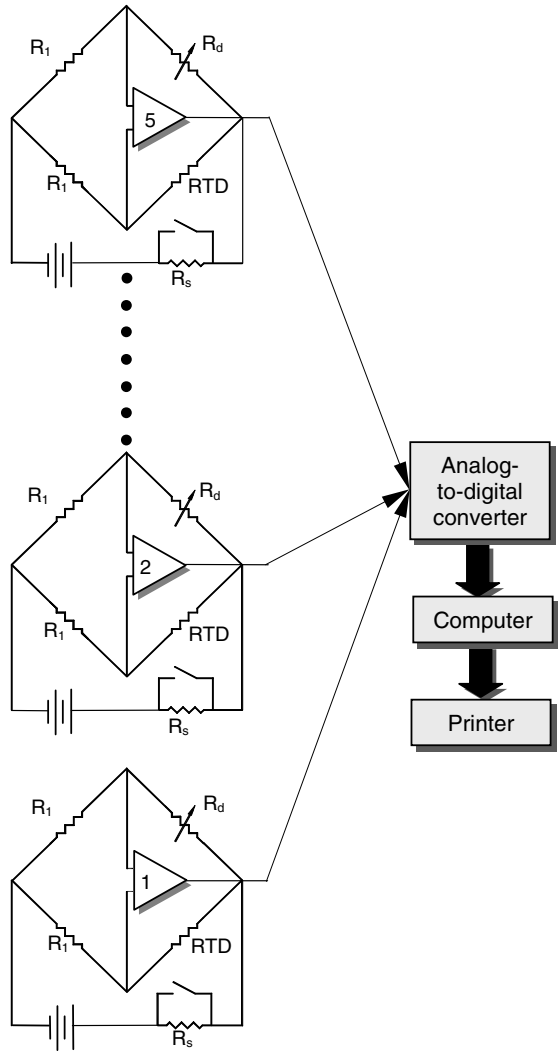 R1
Rd
5
R1
RTD
Rs
R1
Rd
2
R1
RTD
Rs
R1
Rd
1
R1
RTD
Rs
Analog-
to-digital
converter
Computer
Printer